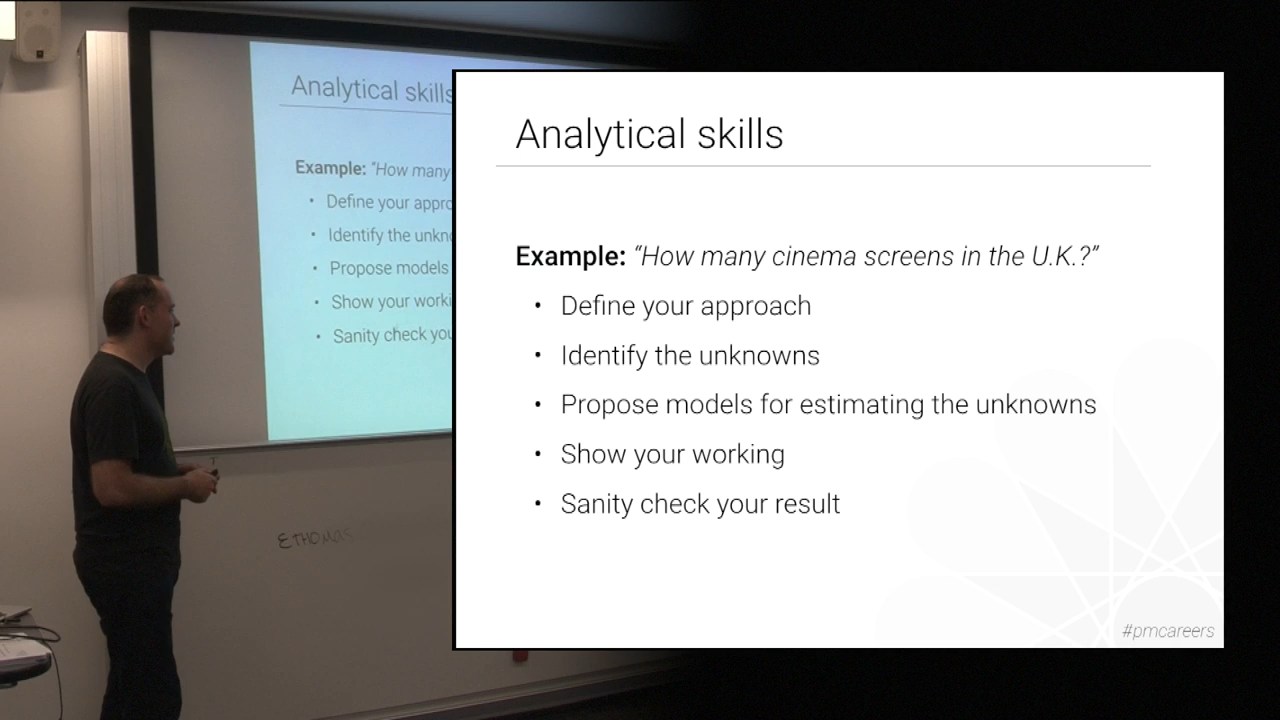 Analytical skills
Example: "How many
Define your appro
Identify the unkn
Propose models
Show your worki
Sanity check you
ETHOMAS
Analytical skills
Example: “How many cinema screens in the U.K.?”
• Define your approach
• Identify the unknowns
• Propose models for estimating the unknowns
• Show your working
• Sanity check your result
#pmcareers